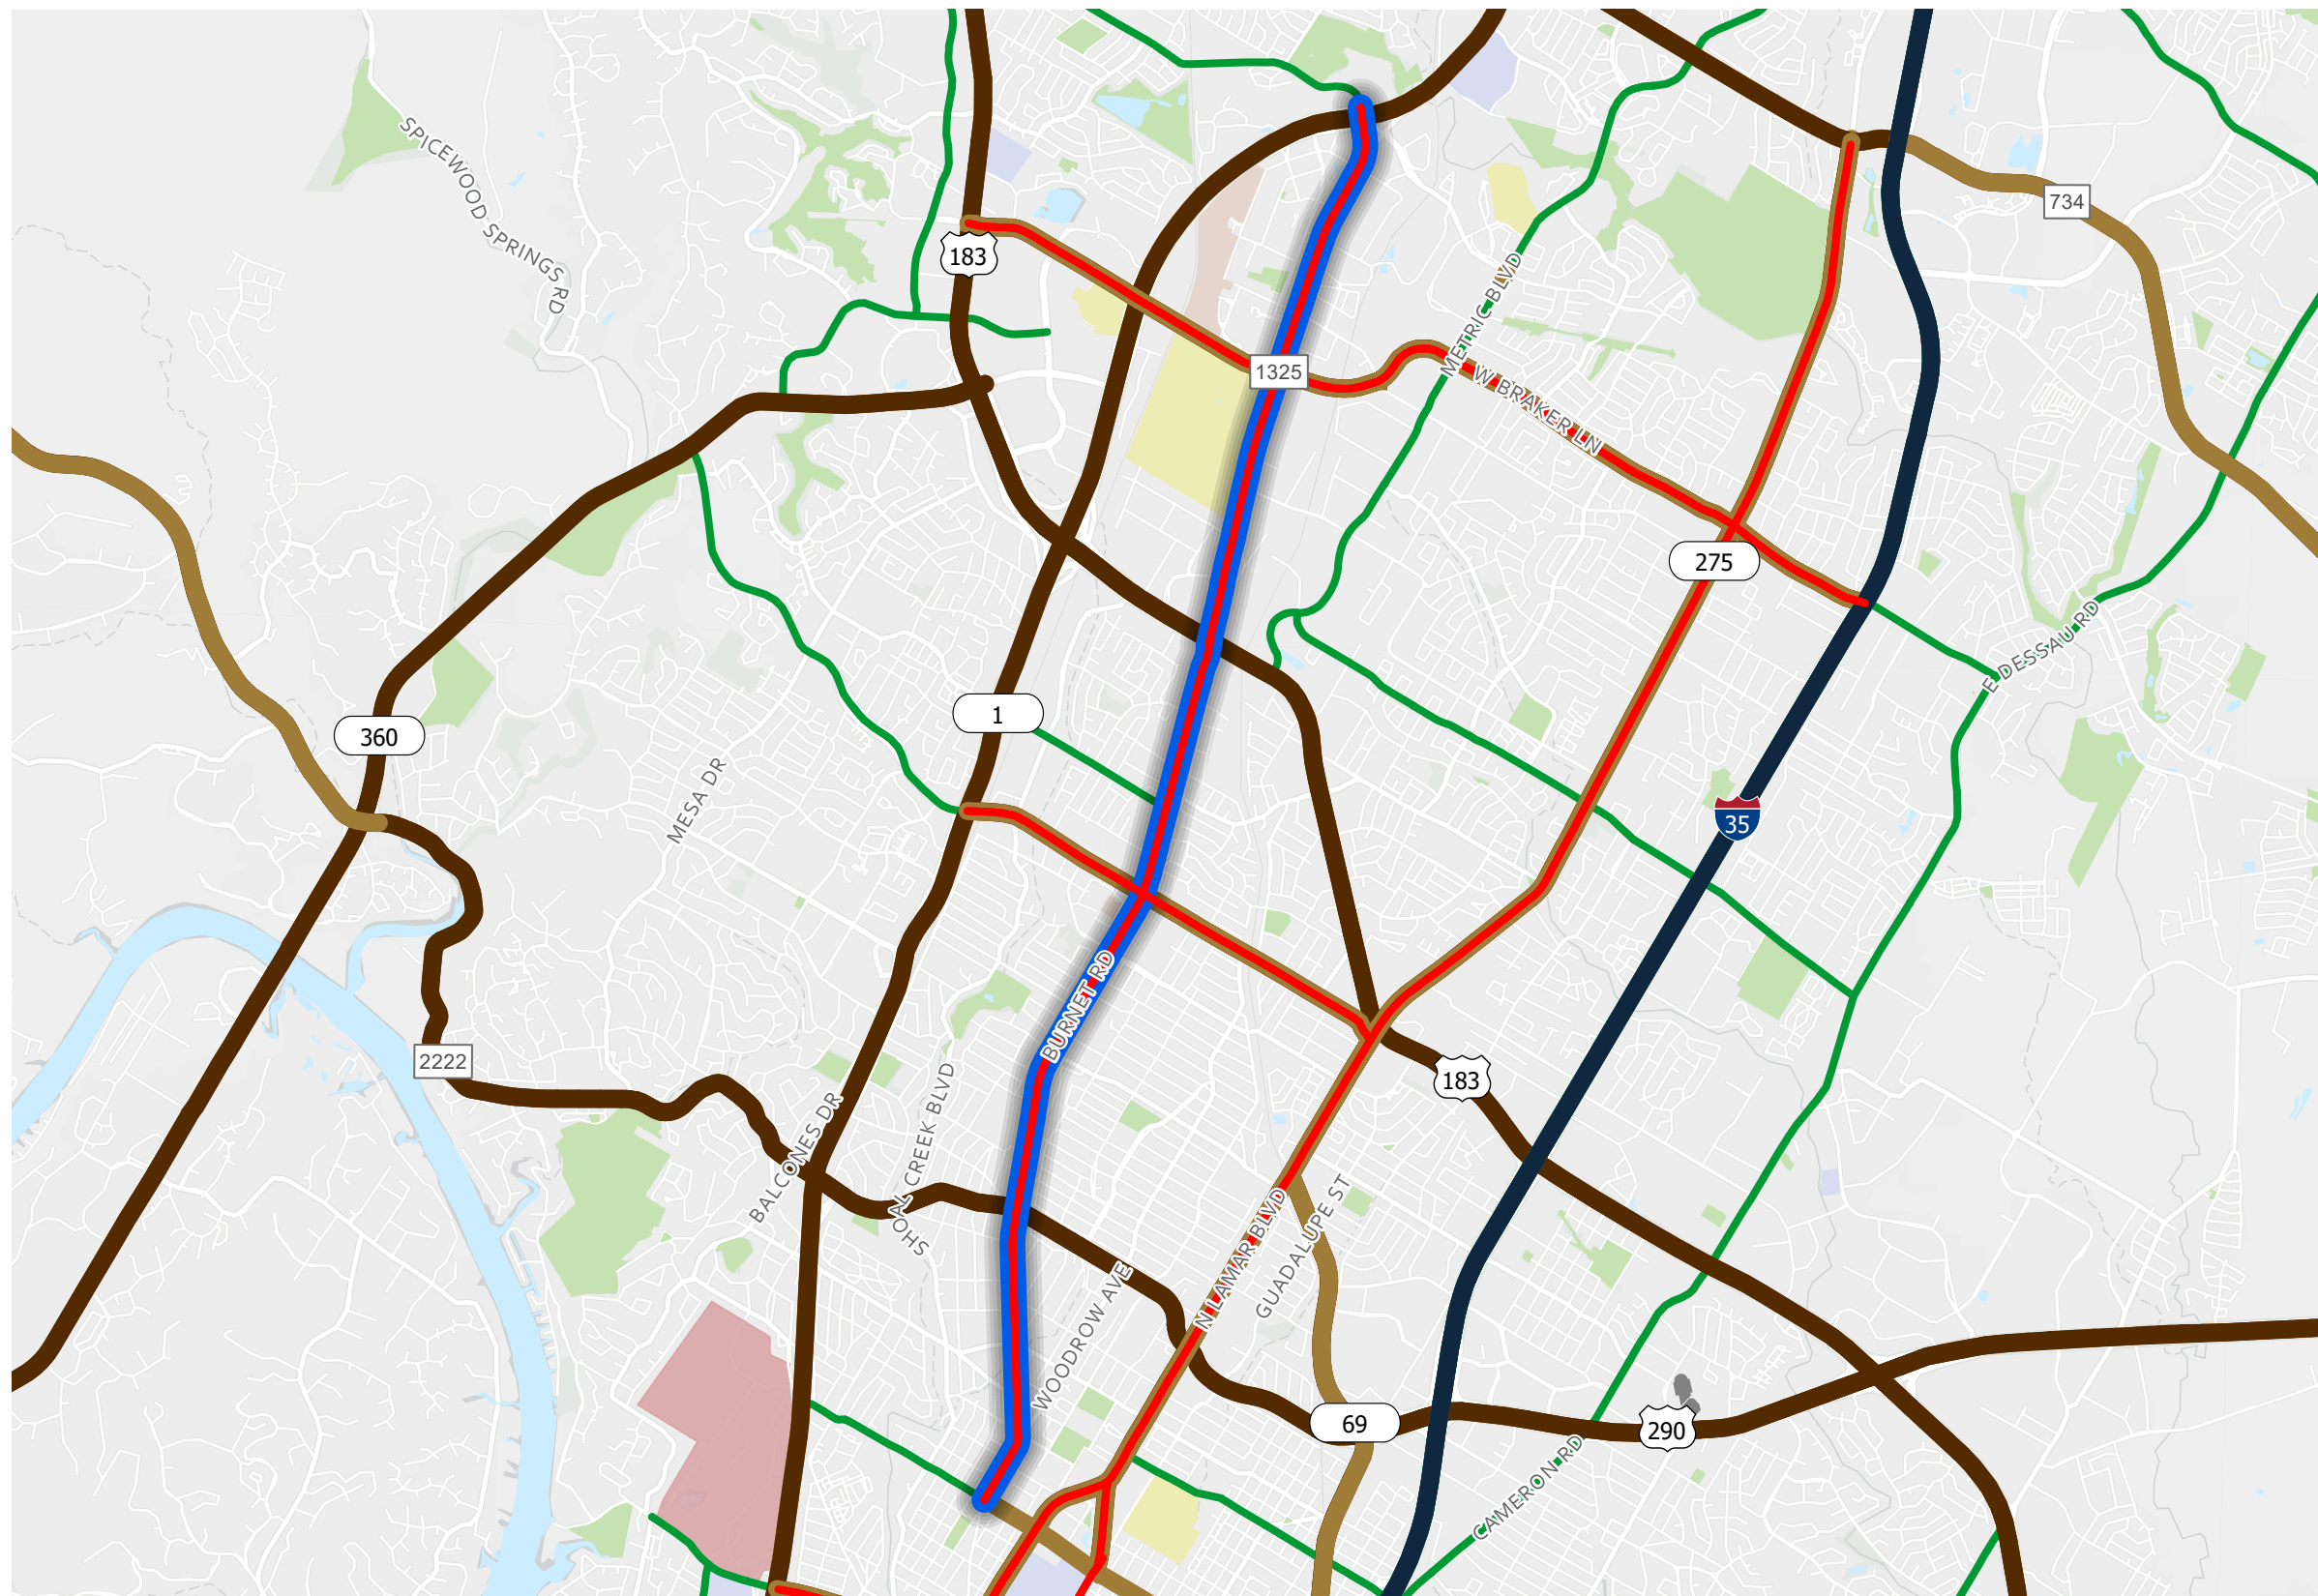 SPICEWOOD SPRINGS RD
734
183
METRIC BLVD
1325
W BRAKER LN
275
E DESSAU RD
1
360
MESA DR
35
BURNET RD
2222
183
BALCONES DR
SHOAL CREEK BLVD
N LAMAR BLVD
GUADALUPE ST
WOODROW AVE
69
290
CAMERON RD